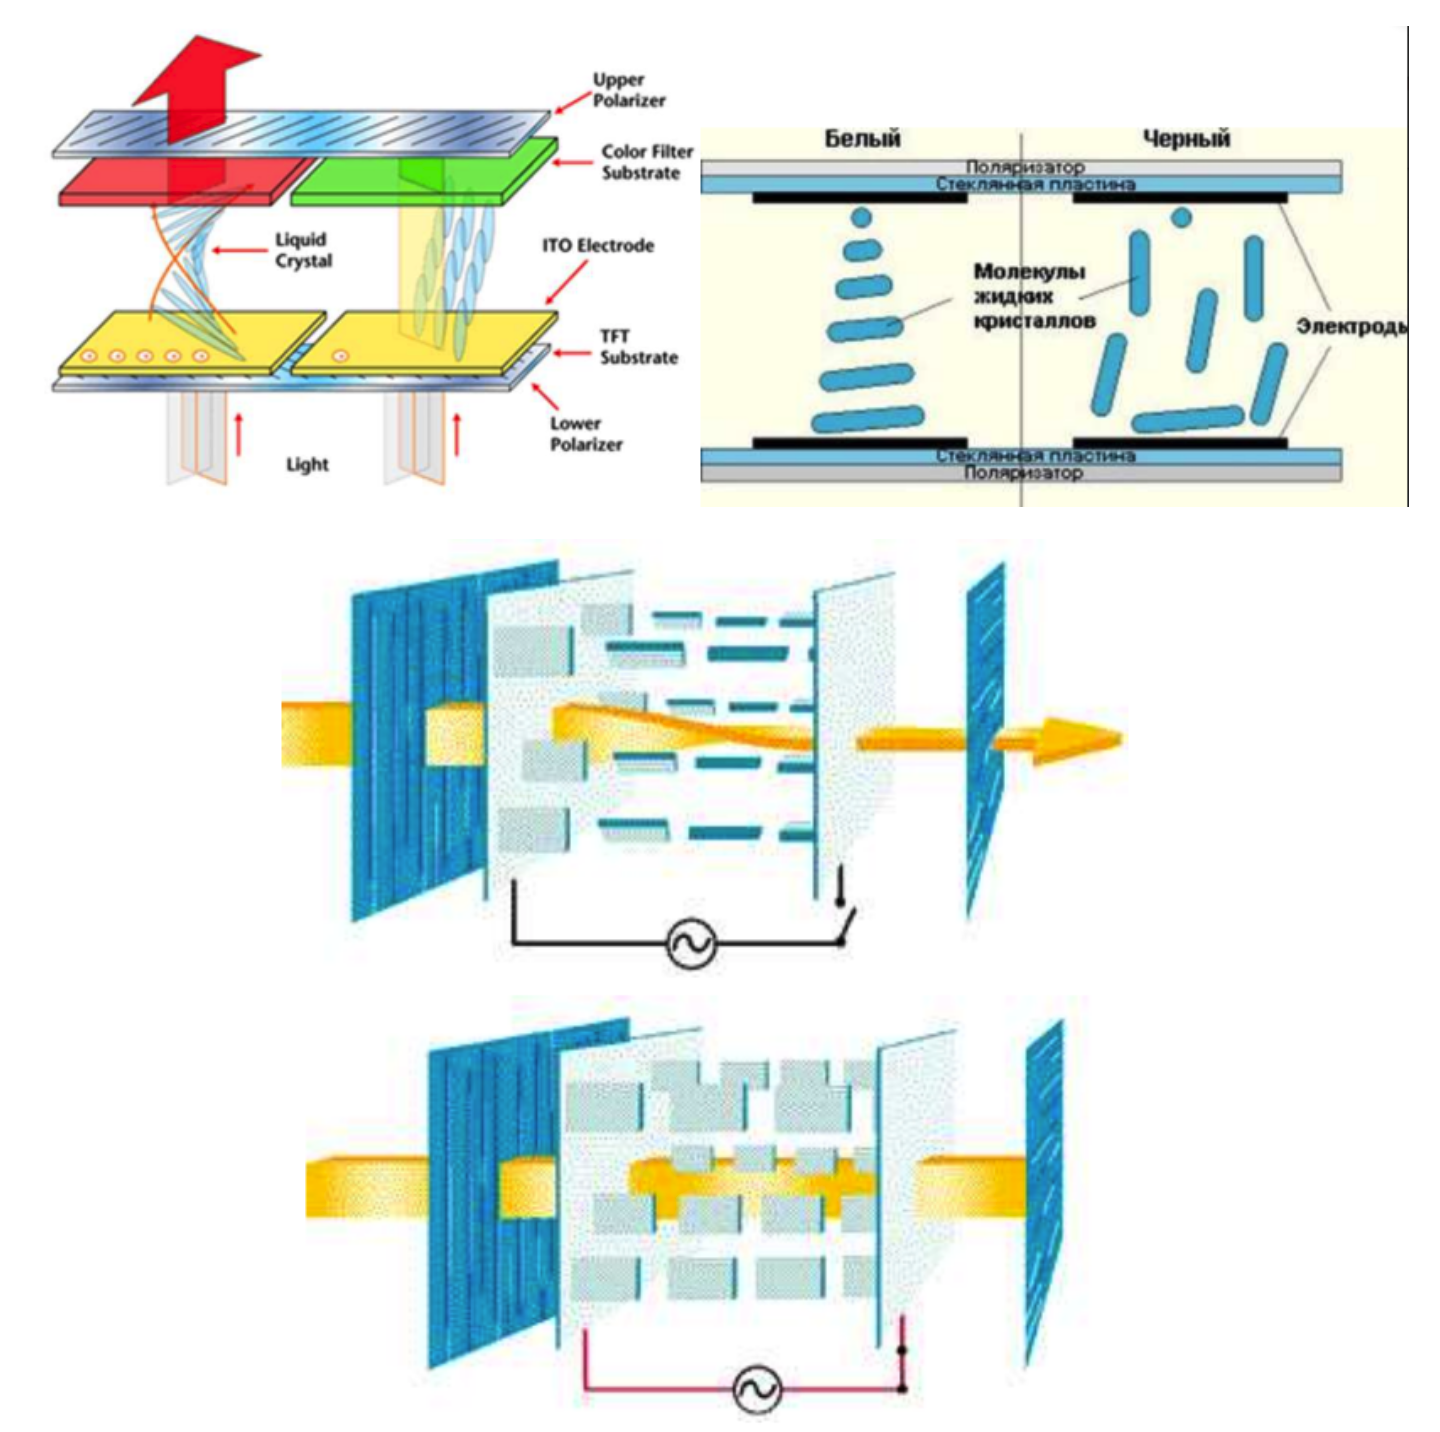 Upper
Polarizer
Color Filter
Substrate
Liquid
Crystal
ITO Electrode
TFT
Substrate
Lower
Polarizer
Light
Белый
Черный
Поляризатор
Стеклянная пластина
Молекулы
жидких
кристаллов
Электроды
Стеклянная пластина
Поляризатор